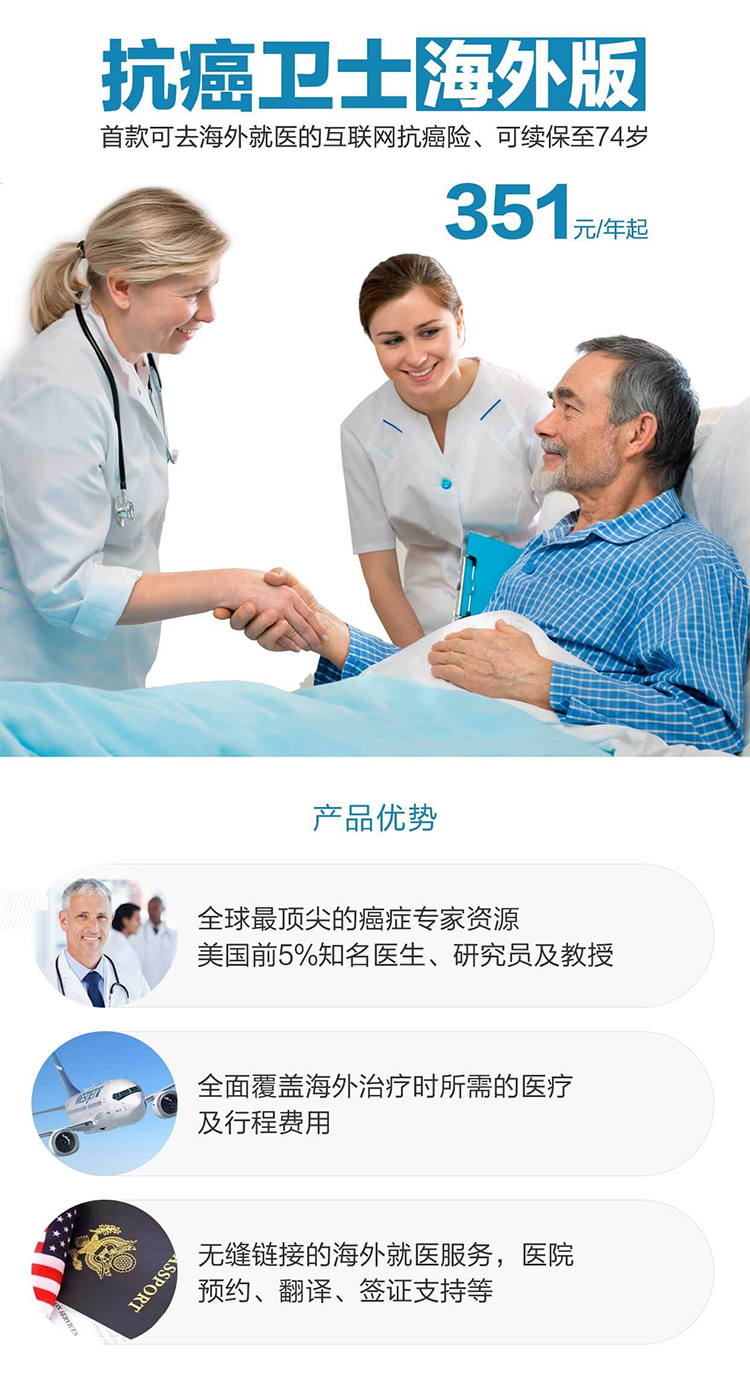 抗癌卫士海外版
首款可去海外就医的互联网抗癌险、可续保至74岁
351元/年起
产品优势
全球最顶尖的癌症专家资源
美国前5%知名医生、研究员及教授
全面覆盖海外治疗时所需的医疗
及行程费用
无缝链接的海外就医服务，医院
预约、翻译、签证支持等
PASSPORT